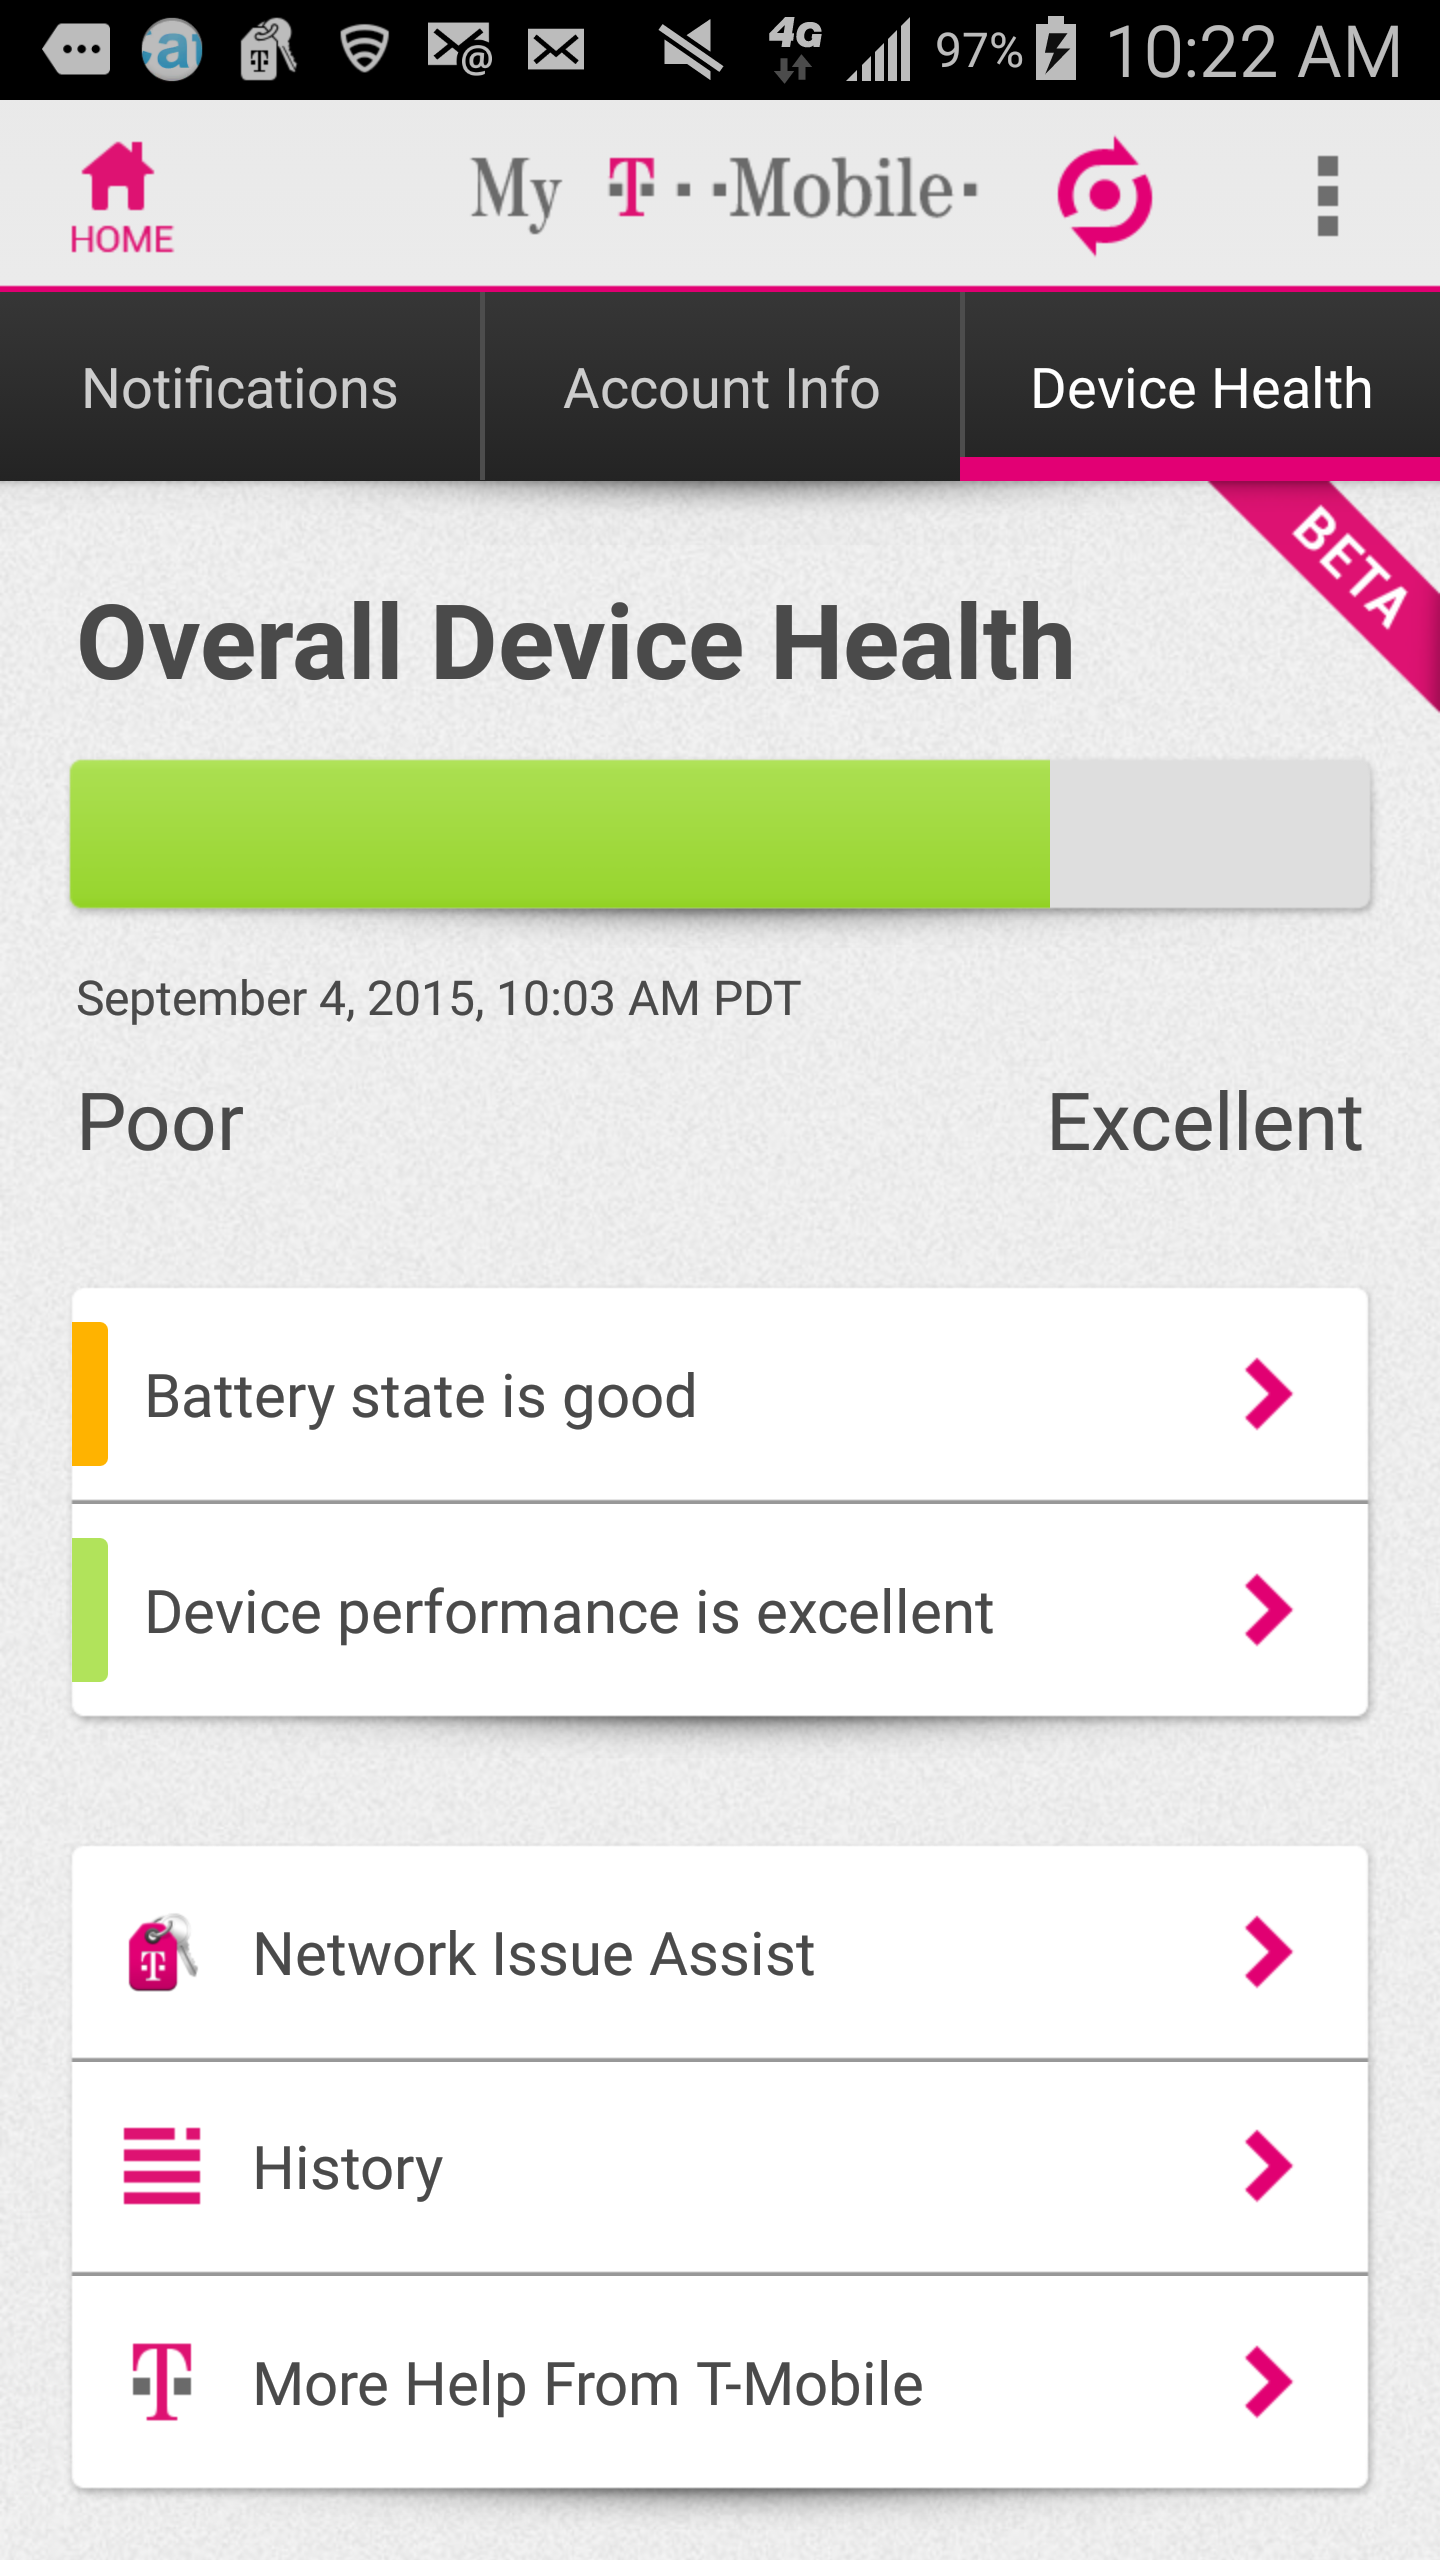 97% 10:22 AM
4G
HOME
My T··Mobile·
Notifications Account Info Device Health
BETA
Overall Device Health
September 4, 2015, 10:03 AM PDT
Poor Excellent
Battery state is good
Device performance is excellent
Network Issue Assist
History
More Help From T-Mobile